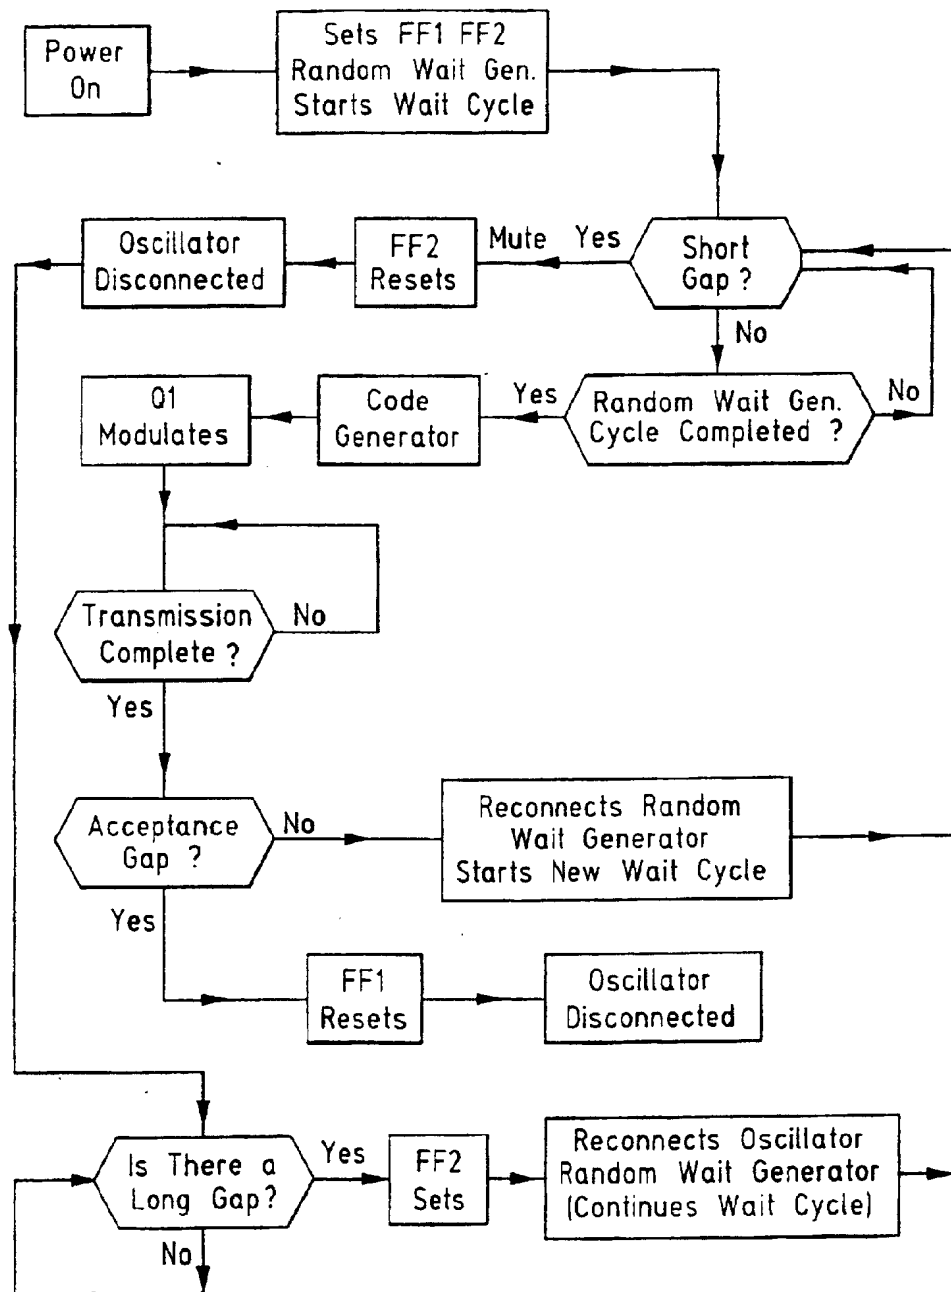 Power
On
Sets FF1 FF2
Random Wait Gen.
Starts Wait Cycle
Oscillator
Disconnected
FF2
Resets
Mute Yes
Short
Gap ?
No
Q1
Modulates
Code
Generator
Yes
Random Wait Gen.
Cycle Completed ?
No
Transmission
Complete ?
No
Yes
Acceptance
Gap ?
No
Reconnects Random
Wait Generator
Starts New Wait Cycle
Yes
FF1
Resets
Oscillator
Disconnected
Is There a
Long Gap?
Yes
FF2
Sets
Reconnects Oscillator
Random Wait Generator
(Continues Wait Cycle)
No